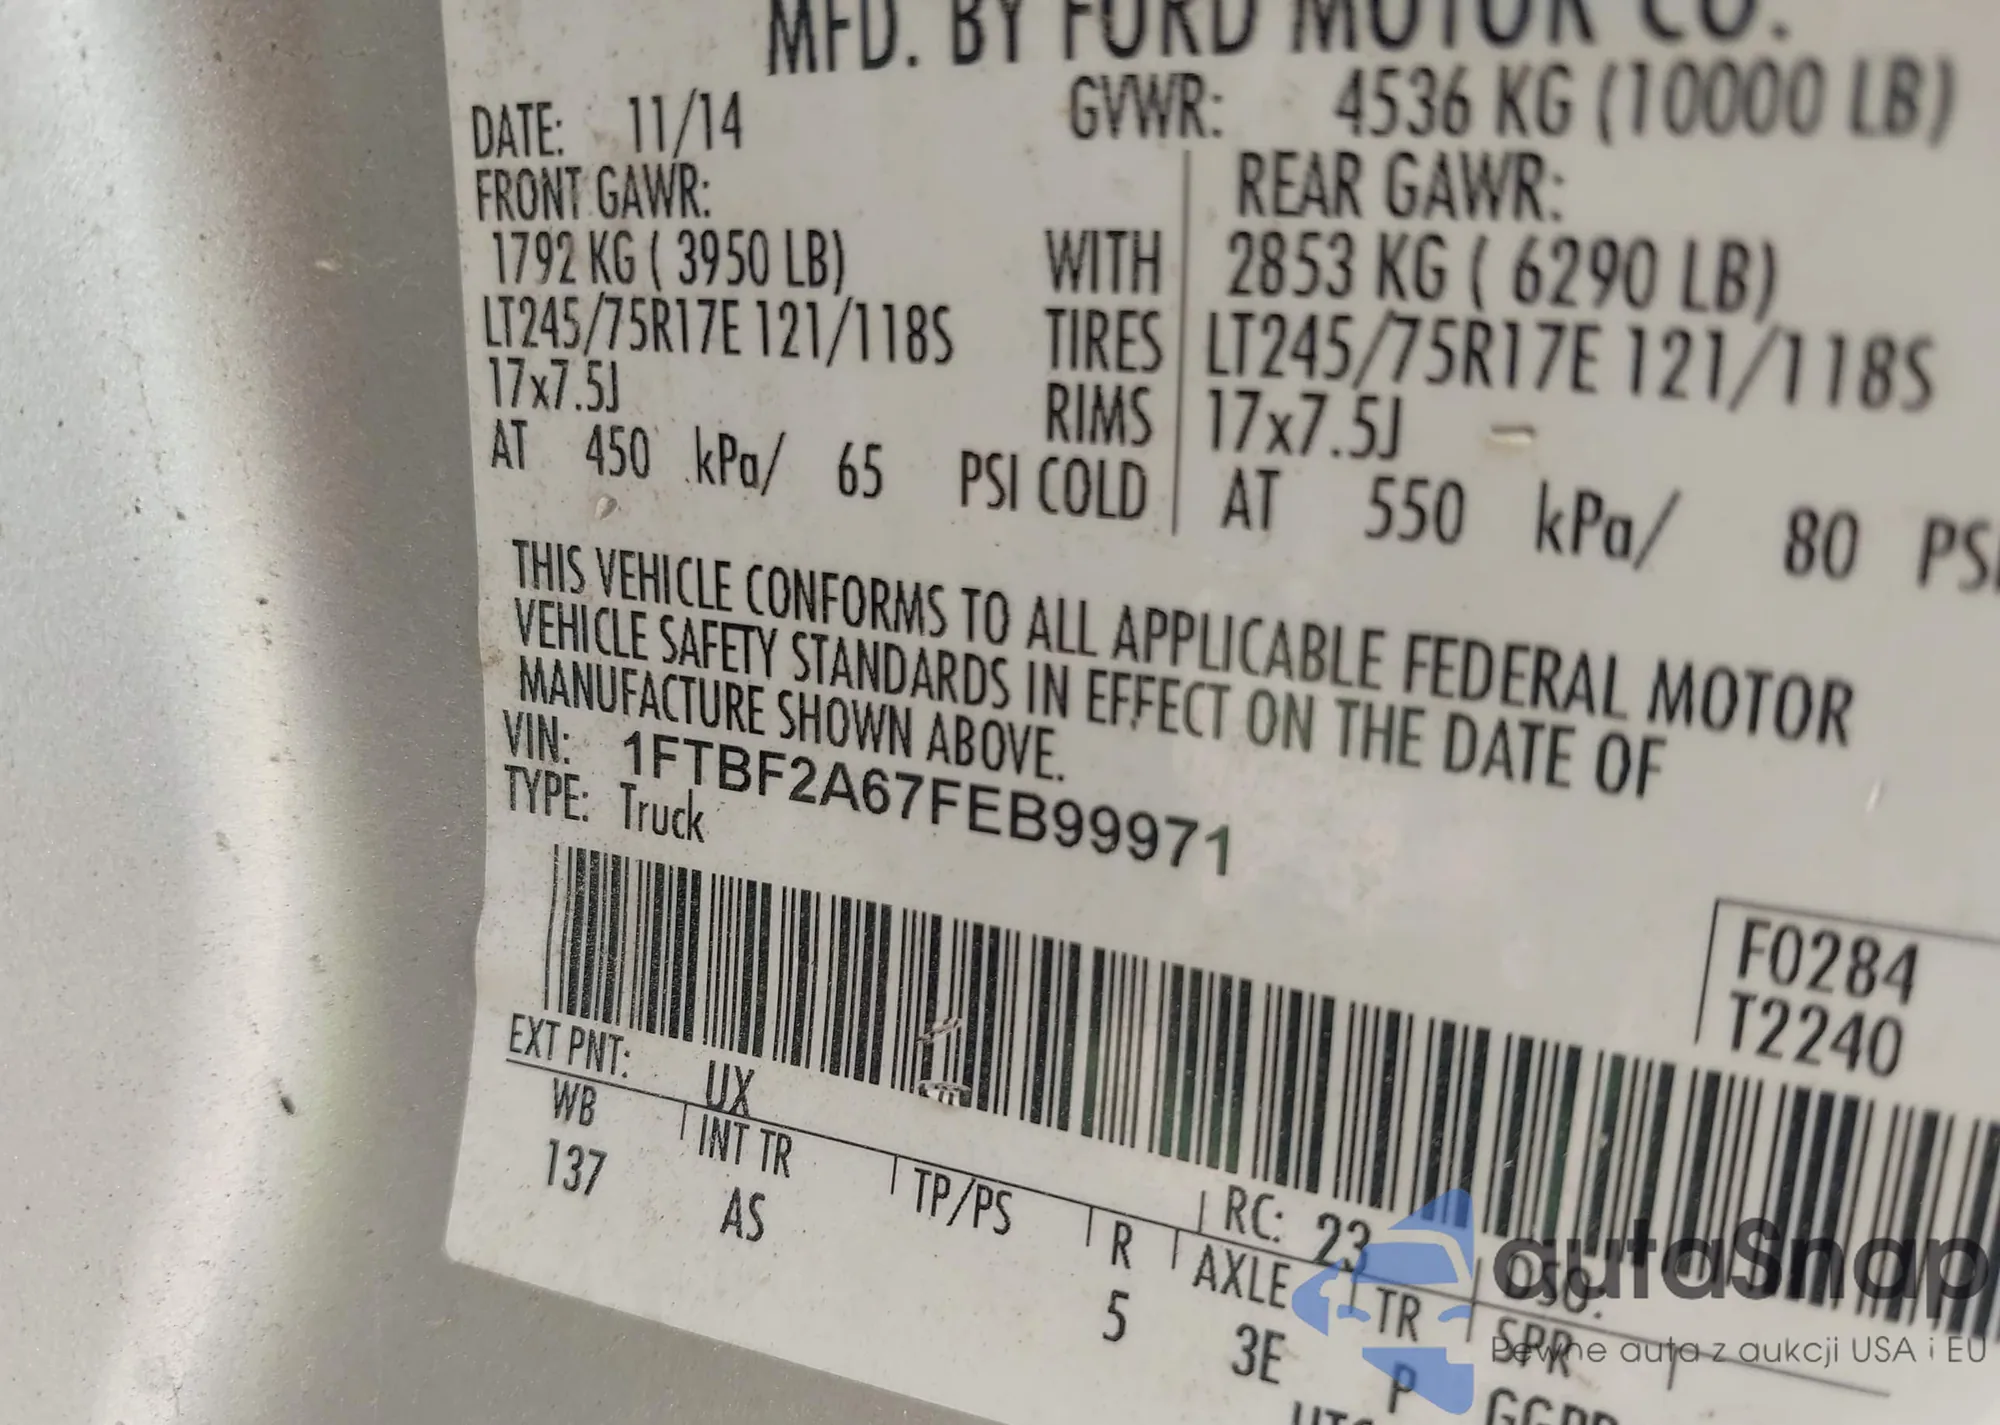 MFD. BY FORD MOTOR CO.
DATE: 11/14 GVWR: 4536 KG (10000 LB)
FRONT GAWR: REAR GAWR:
1792 KG ( 3950 LB) WITH 2853 KG ( 6290 LB)
LT245/75R17E 121/118S TIRES LT245/75R17E 121/118S
17x7.5J RIMS 17x7.5J
AT 450 kPa/ 65 PSI COLD AT 550 kPa/ 80 PSI
THIS VEHICLE CONFORMS TO ALL APPLICABLE FEDERAL MOTOR
VEHICLE SAFETY STANDARDS IN EFFECT ON THE DATE OF
MANUFACTURE SHOWN ABOVE.
VIN: 1FTBF2A67FEB99971
TYPE: Truck
F0284
T2240
EXT PNT: UX RC: 23 DSO:
WB INT TR TP/PS R AXLE TR SPR
137 AS 5 3E P
autaSnap
Pewne auta z aukcji USA i EU